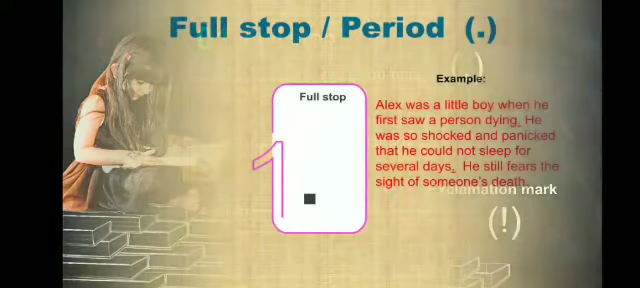 Full stop / Period (.)
( )
Example:
Full stop
1
Alex was a little boy when he
first saw a person dying. He
was so shocked and panicked
that he could not sleep for
several days. He still fears the
sight of someone's death.
mark
(!)